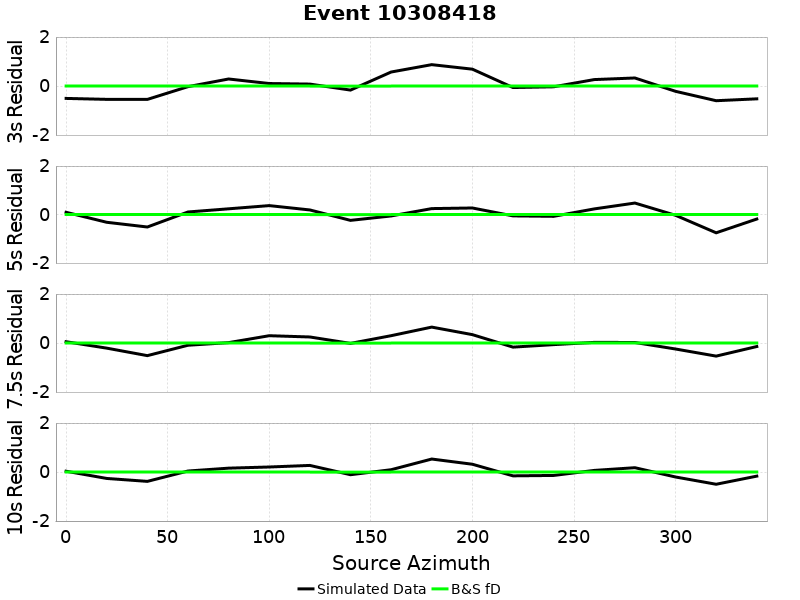 Event 10308418
3s Residual
2
0
-2
5s Residual
2
0
-2
7.5s Residual
2
0
-2
10s Residual
2
0
-2
0 50 100 150 200 250 300
Source Azimuth
Simulated Data B&S fD